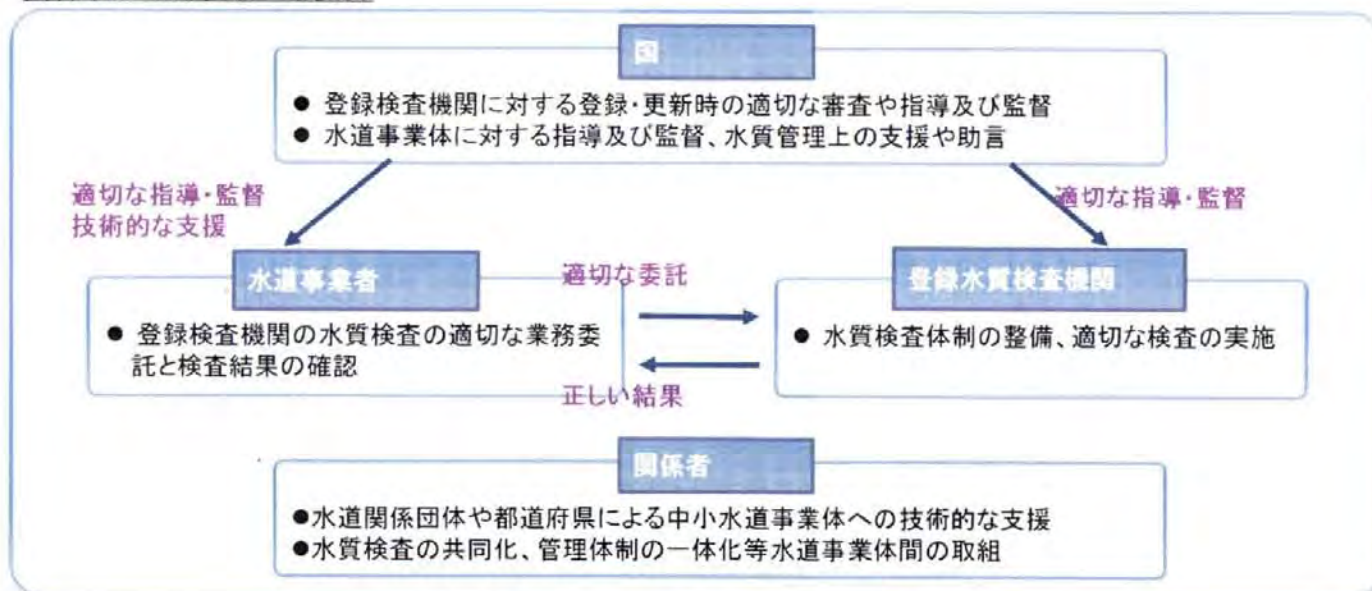 国
● 登録検査機関に対する登録・更新時の適切な審査や指導及び監督
● 水道事業体に対する指導及び監督、水質管理上の支援や助言
適切な指導・監督
技術的な支援
適切な指導・監督
水道事業者
● 登録検査機関の水質検査の適切な業務委
託と検査結果の確認
適切な委託
正しい結果
登録水質検査機関
● 水質検査体制の整備、適切な検査の実施
関係者
●水道関係団体や都道府県による中小水道事業体への技術的な支援
●水質検査の共同化、管理体制の一体化等水道事業体間の取組